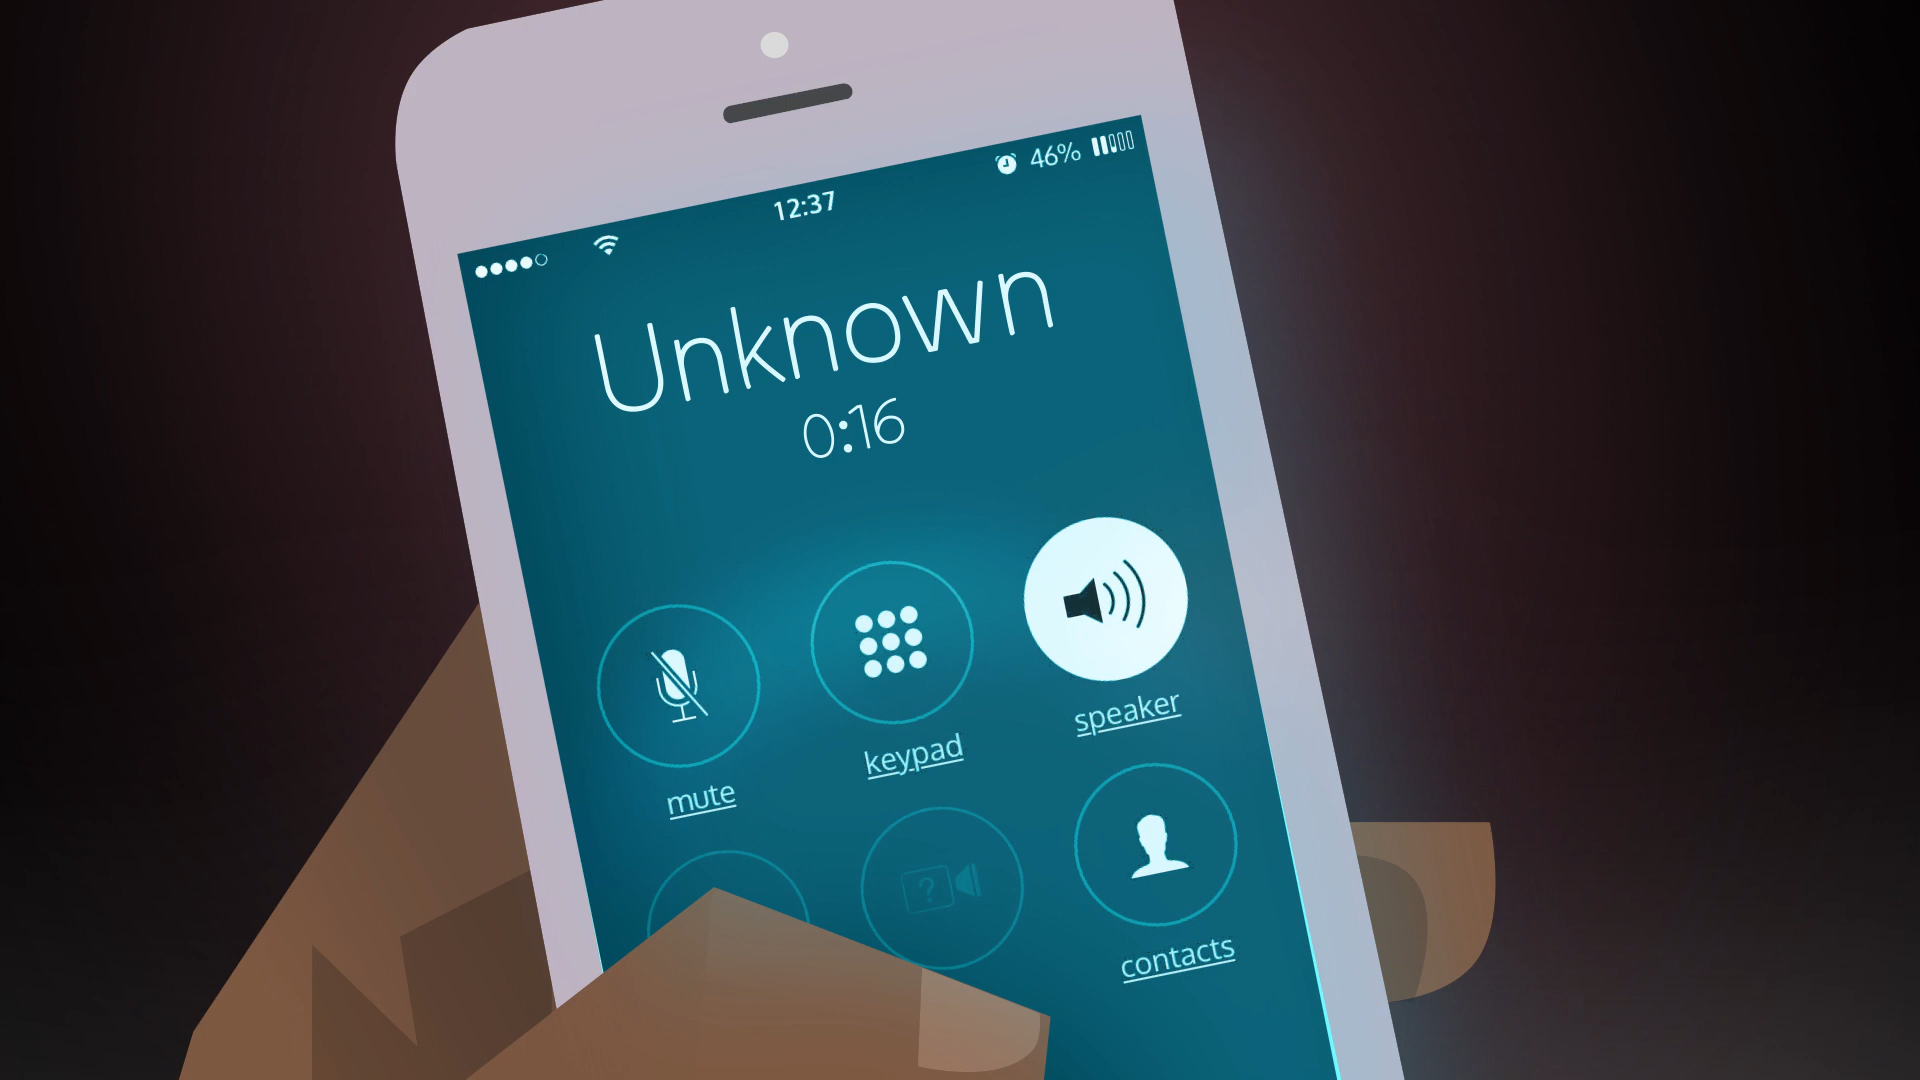 12:37
46%
Unknown
0:16
mute
keypad
speaker
?
contacts